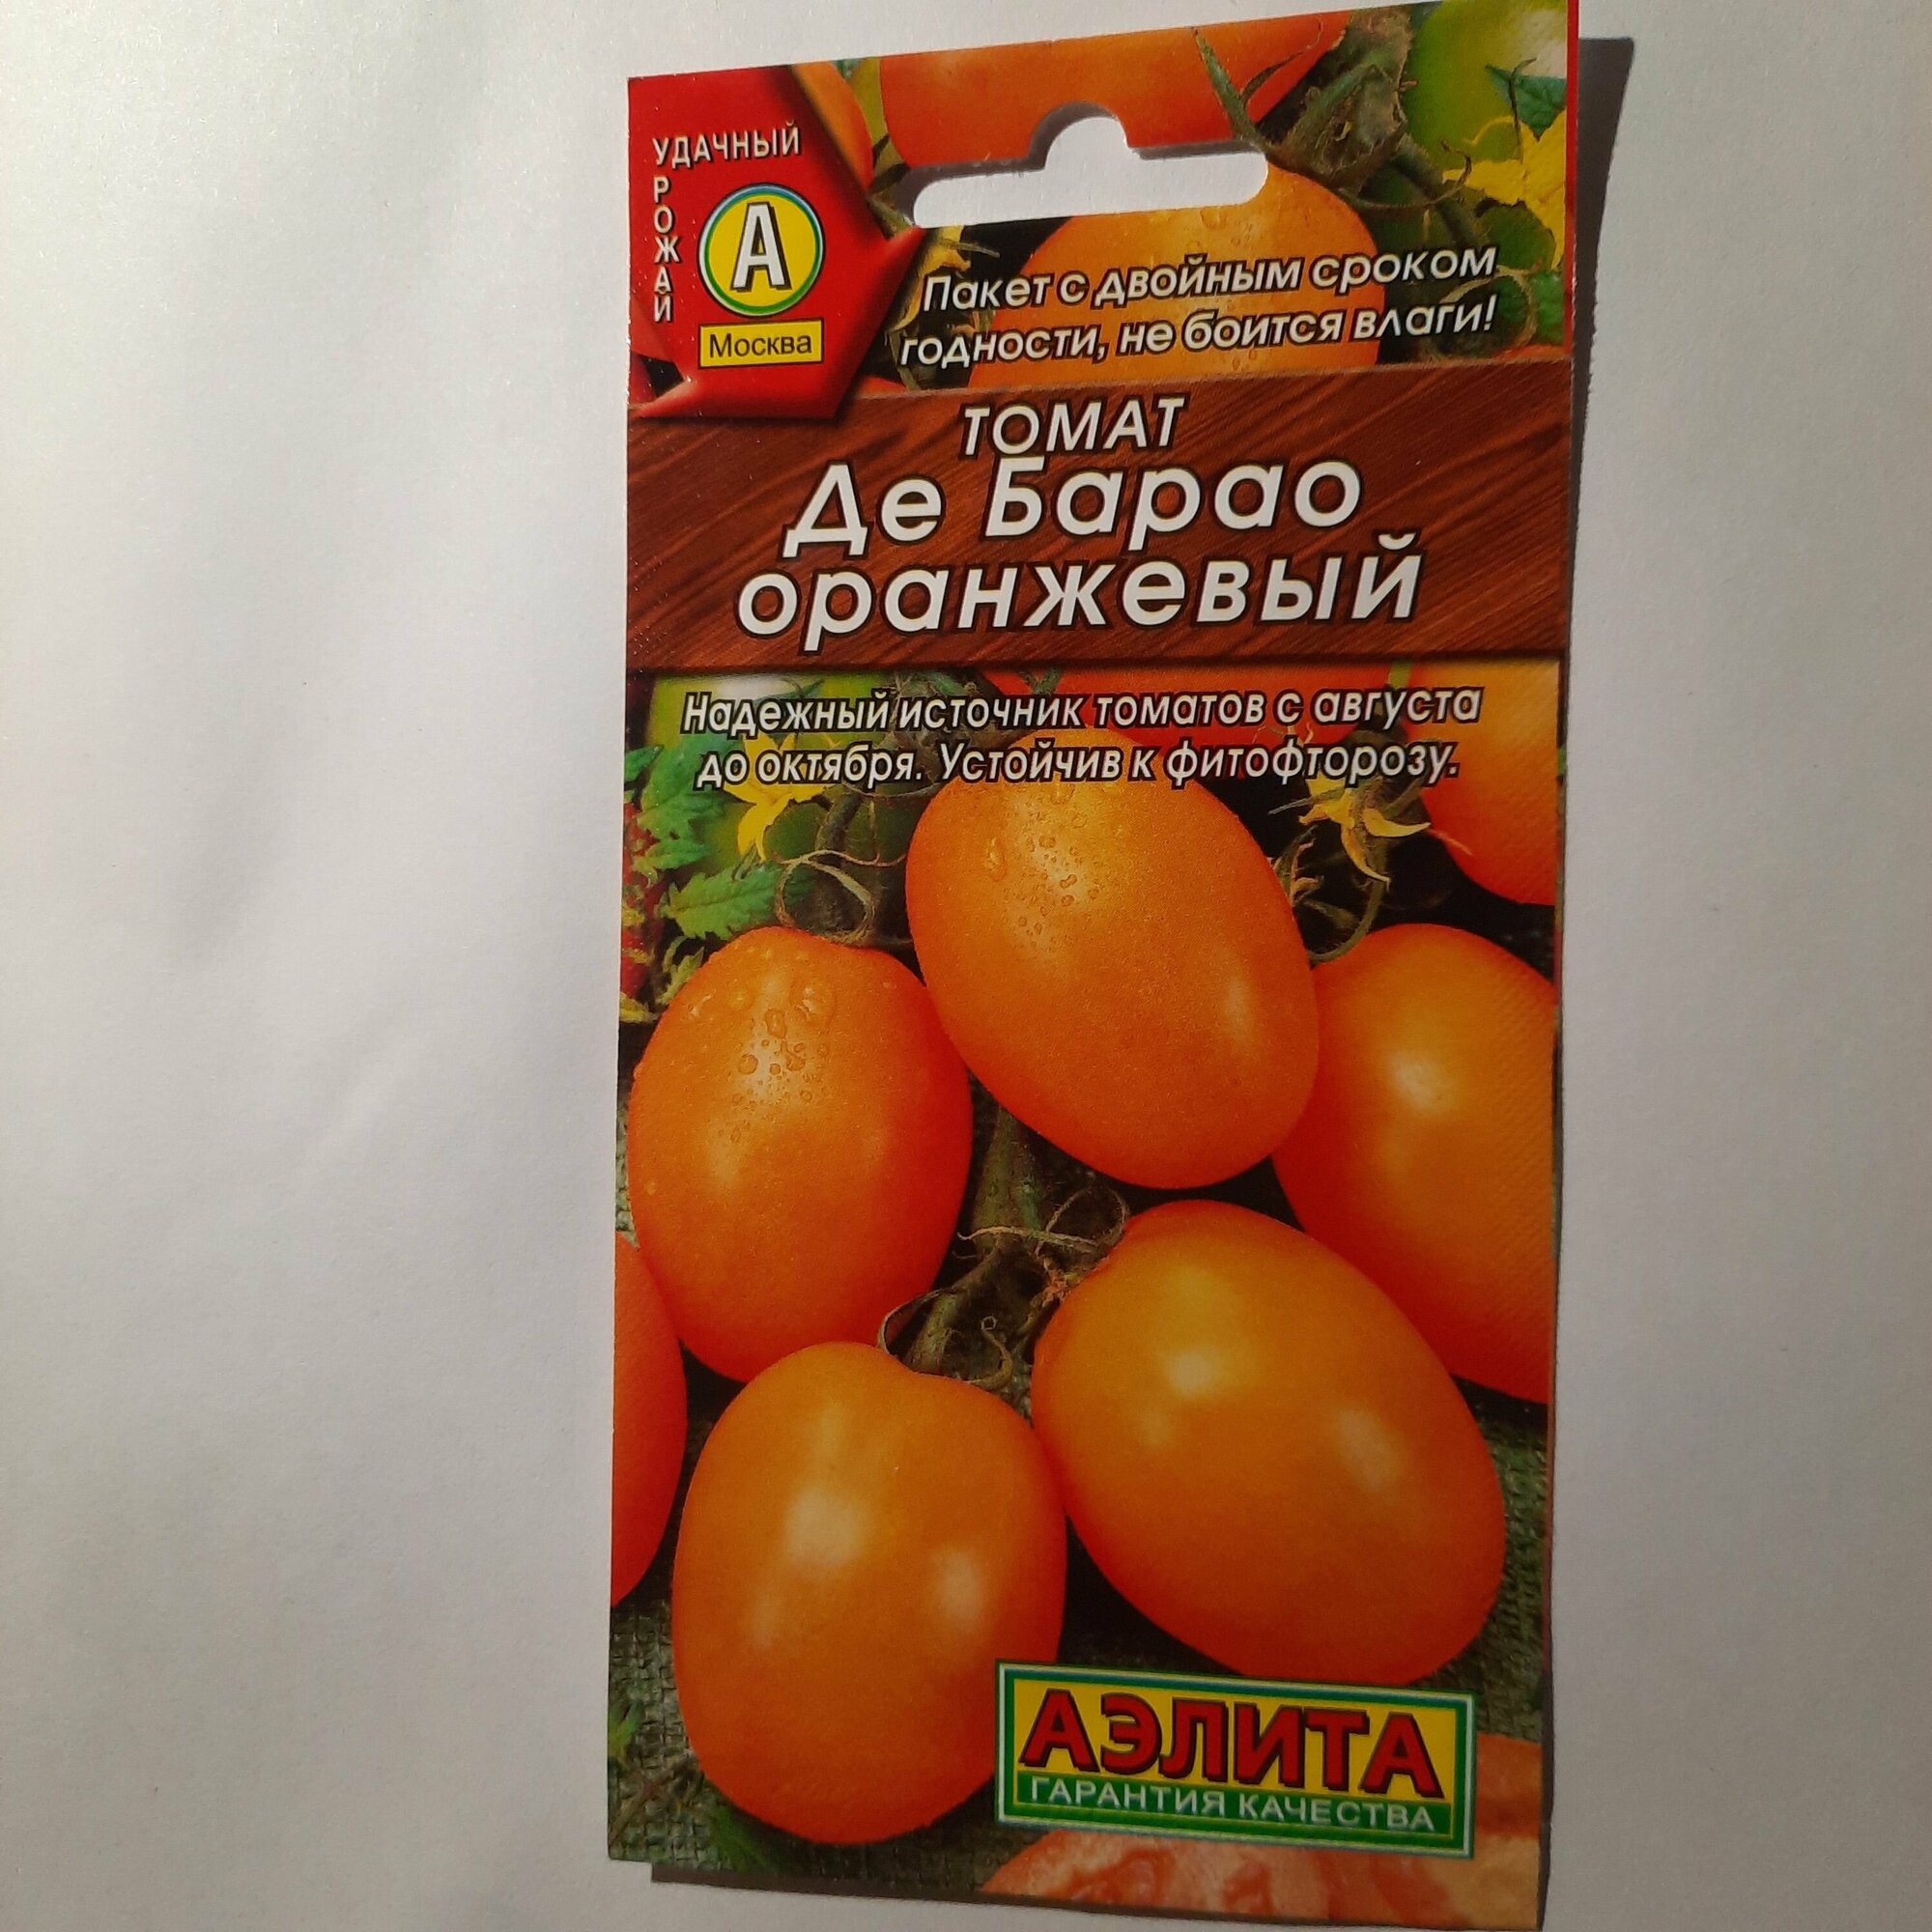 УДАЧНЫЙ
УРОЖАЙ
А
Москва
Пакет с двойным сроком
годности, не боится влаги!
ТОМАТ
Де Барао
оранжевый
Надежный источник томатов с августа
до октября. Устойчив к фитофторозу.
АЭЛИТА
ГАРАНТИЯ КАЧЕСТВА